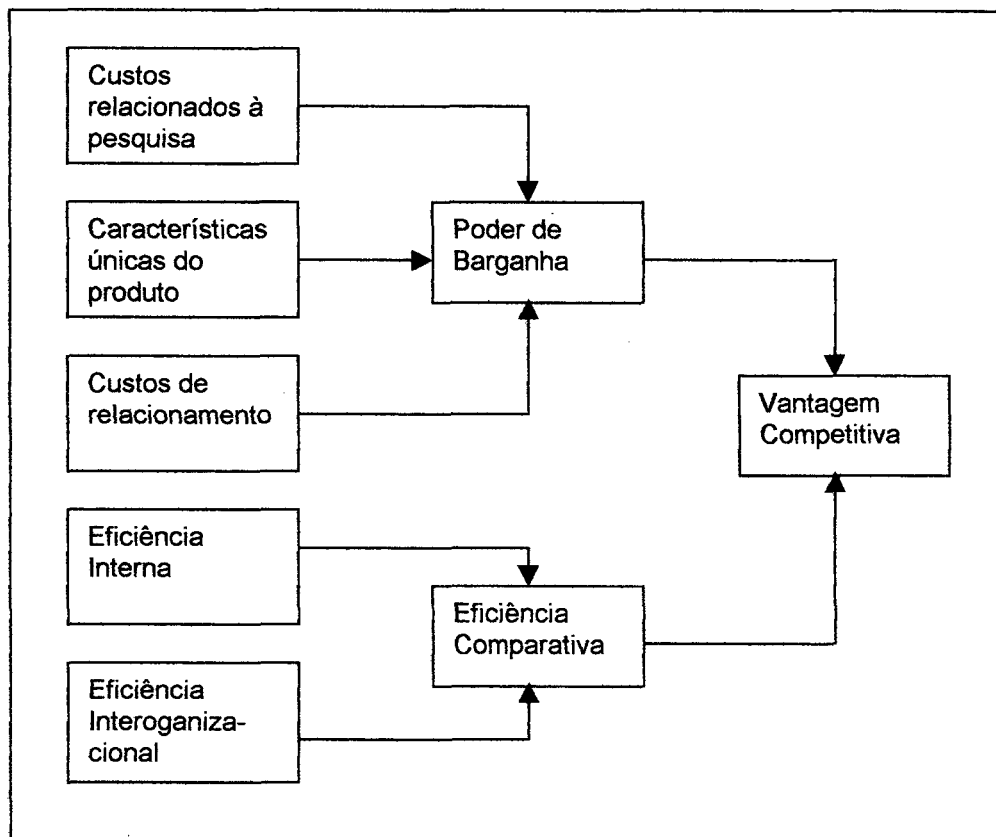 Custos
relacionados à
pesquisa
Características
únicas do
produto
Poder de
Barganha
Custos de
relacionamento
Vantagem
Competitiva
Eficiência
Interna
Eficiência
Comparativa
Eficiência
Interoganiza-
cional